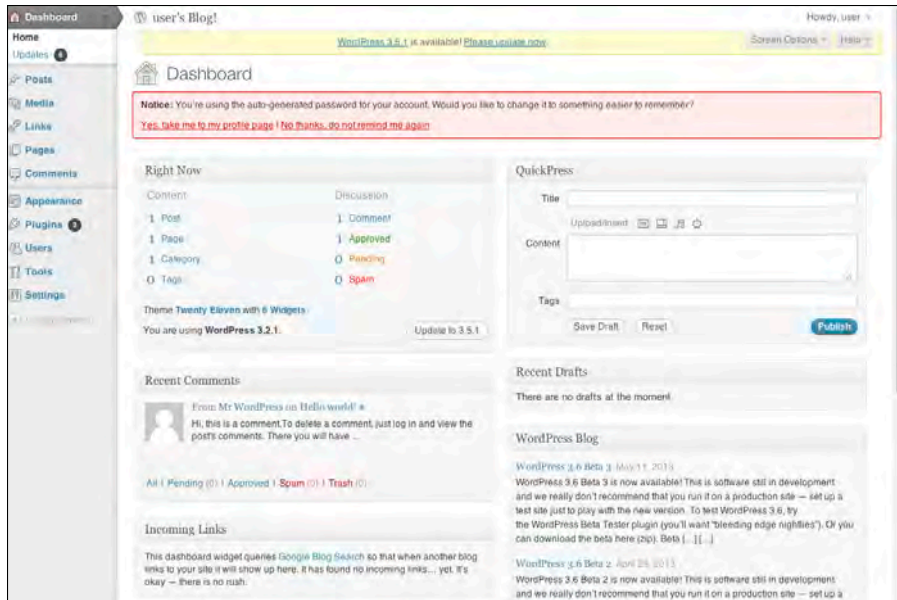 Dashboard
user's Blog!
Howdy, user
Home
Updates 4
WordPress 3.5.1 is available! Please update now.
Screen Options
Help
Posts
Media
Links
Pages
Comments
Appearance
Plugins
Users
Tools
Settings
Dashboard
Notice: You're using the auto-generated password for your account. Would you like to change it to something easier to remember?
Yes, take me to my profile page | No thanks, do not remind me again
Right Now
Content
Discussion
1 Post
1 Comment
1 Page
1 Approved
1 Category
0 Pending
0 Tags
0 Spam
Theme Twenty Eleven with 6 Widgets
You are using WordPress 3.2.1.
Update to 3.5.1
Recent Comments
From Mr WordPress on Hello world! #
Hi, this is a comment.To delete a comment, just log in and view the
post's comments. There you will have ...
All | Pending (0) | Approved | Spam (0) | Trash (0)
Incoming Links
This dashboard widget queries Google Blog Search so that when another blog
links to your site it will show up here. It has found no incoming links... yet. It's
okay — there is no rush.
QuickPress
Title
Upload/Insert
Content
Tags
Save Draft
Reset
Publish
Recent Drafts
There are no drafts at the moment
WordPress Blog
WordPress 3.6 Beta 3 May 11, 2013
WordPress 3.6 Beta 3 is now available! This is software still in development
and we really don't recommend that you run it on a production site — set up a
test site just to play with the new version. To test WordPress 3.6, try
the WordPress Beta Tester plugin (you'll want "bleeding edge nightlies"). Or you
can download the beta here (zip). Beta [...] [...]
WordPress 3.6 Beta 2 April 29, 2013
WordPress 3.6 Beta 2 is now available! This is software still in development
and we really don't recommend that you run it on a production site — set up a